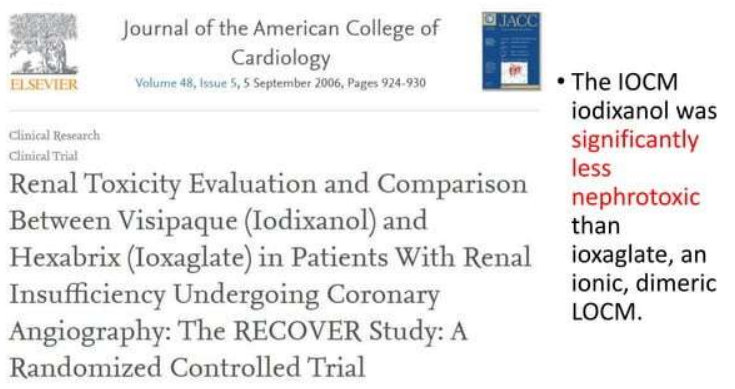 Journal of the American College of
Cardiology
Volume 48, Issue 5, 5 September 2006, Pages 924-930
ELSEVIER
JACC
Clinical Research
Clinical Trial
Renal Toxicity Evaluation and Comparison
Between Visipaque (Iodixanol) and
Hexabrix (Ioxaglate) in Patients With Renal
Insufficiency Undergoing Coronary
Angiography: The RECOVER Study: A
Randomized Controlled Trial
• The IOCM
iodixanol was
significantly
less
nephrotoxic
than
ioxaglate, an
ionic, dimeric
LOCM.